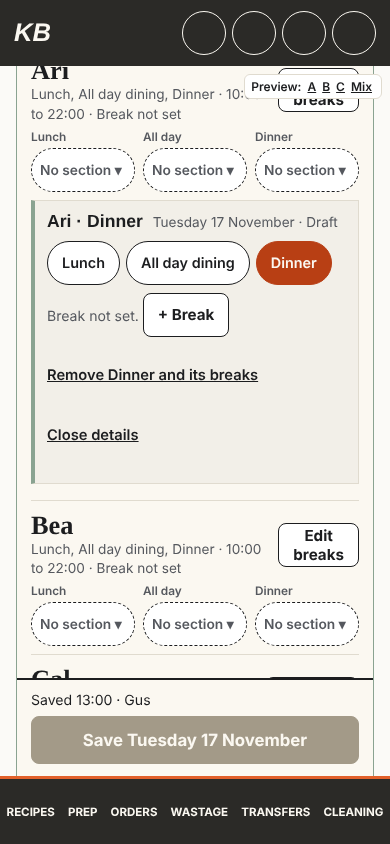 KB
Ari
Preview: A B C Mix
Lunch, All day dining, Dinner · 10:
to 22:00 · Break not set
breaks
Lunch All day Dinner
No section ▾ No section ▾ No section ▾
Ari · Dinner Tuesday 17 November · Draft
Lunch All day dining Dinner
Break not set. + Break
Remove Dinner and its breaks
Close details
Bea
Lunch, All day dining, Dinner · 10:00
to 22:00 · Break not set
Edit
breaks
Lunch All day Dinner
No section ▾ No section ▾ No section ▾
Saved 13:00 · Gus
Save Tuesday 17 November
RECIPES PREP ORDERS WASTAGE TRANSFERS CLEANING